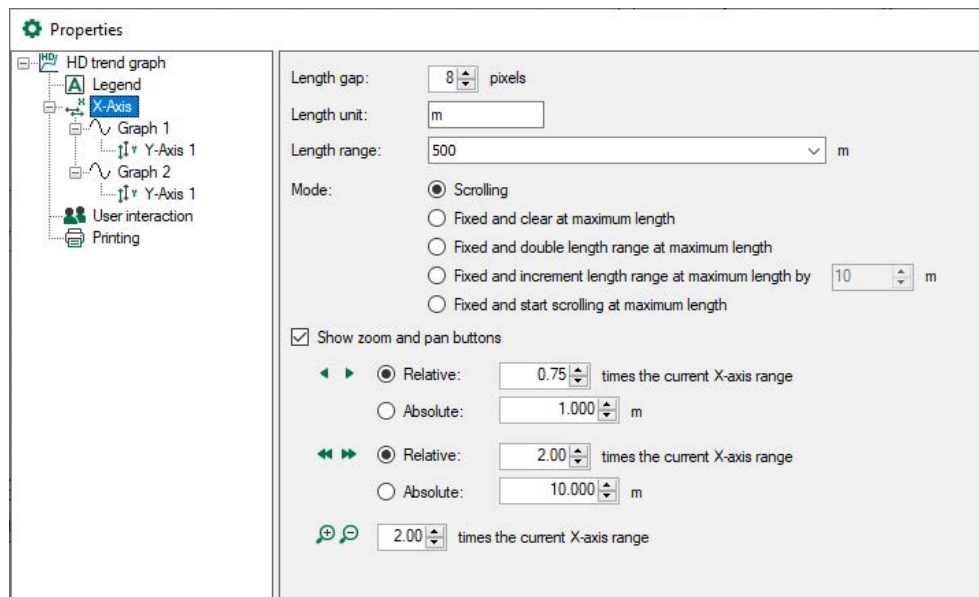 Properties
HD HD trend graph
A Legend
X X-Axis
Graph 1
Y Y-Axis 1
Graph 2
Y Y-Axis 1
User interaction
Printing
Length gap: 8 pixels
Length unit: m
Length range: 500 m
Mode: Scrolling
Fixed and clear at maximum length
Fixed and double length range at maximum length
Fixed and increment length range at maximum length by 10 m
Fixed and start scrolling at maximum length
Show zoom and pan buttons
Relative: 0.75 times the current X-axis range
Absolute: 1.000 m
Relative: 2.00 times the current X-axis range
Absolute: 10.000 m
2.00 times the current X-axis range